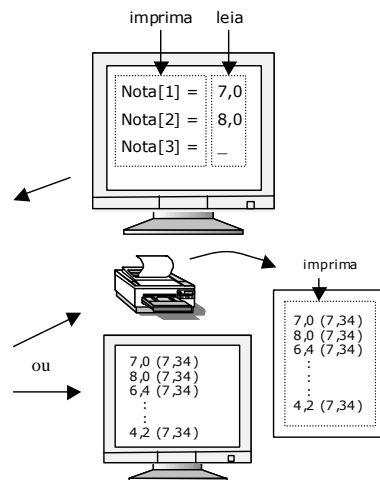 imprima leia
Nota[1] = 7,0
Nota[2] = 8,0
Nota[3] = _
imprima
7,0 (7,34)
8,0 (7,34)
6,4 (7,34)
:
:
:
4,2 (7,34)
ou
7,0 (7,34)
8,0 (7,34)
6,4 (7,34)
:
:
4,2 (7,34)